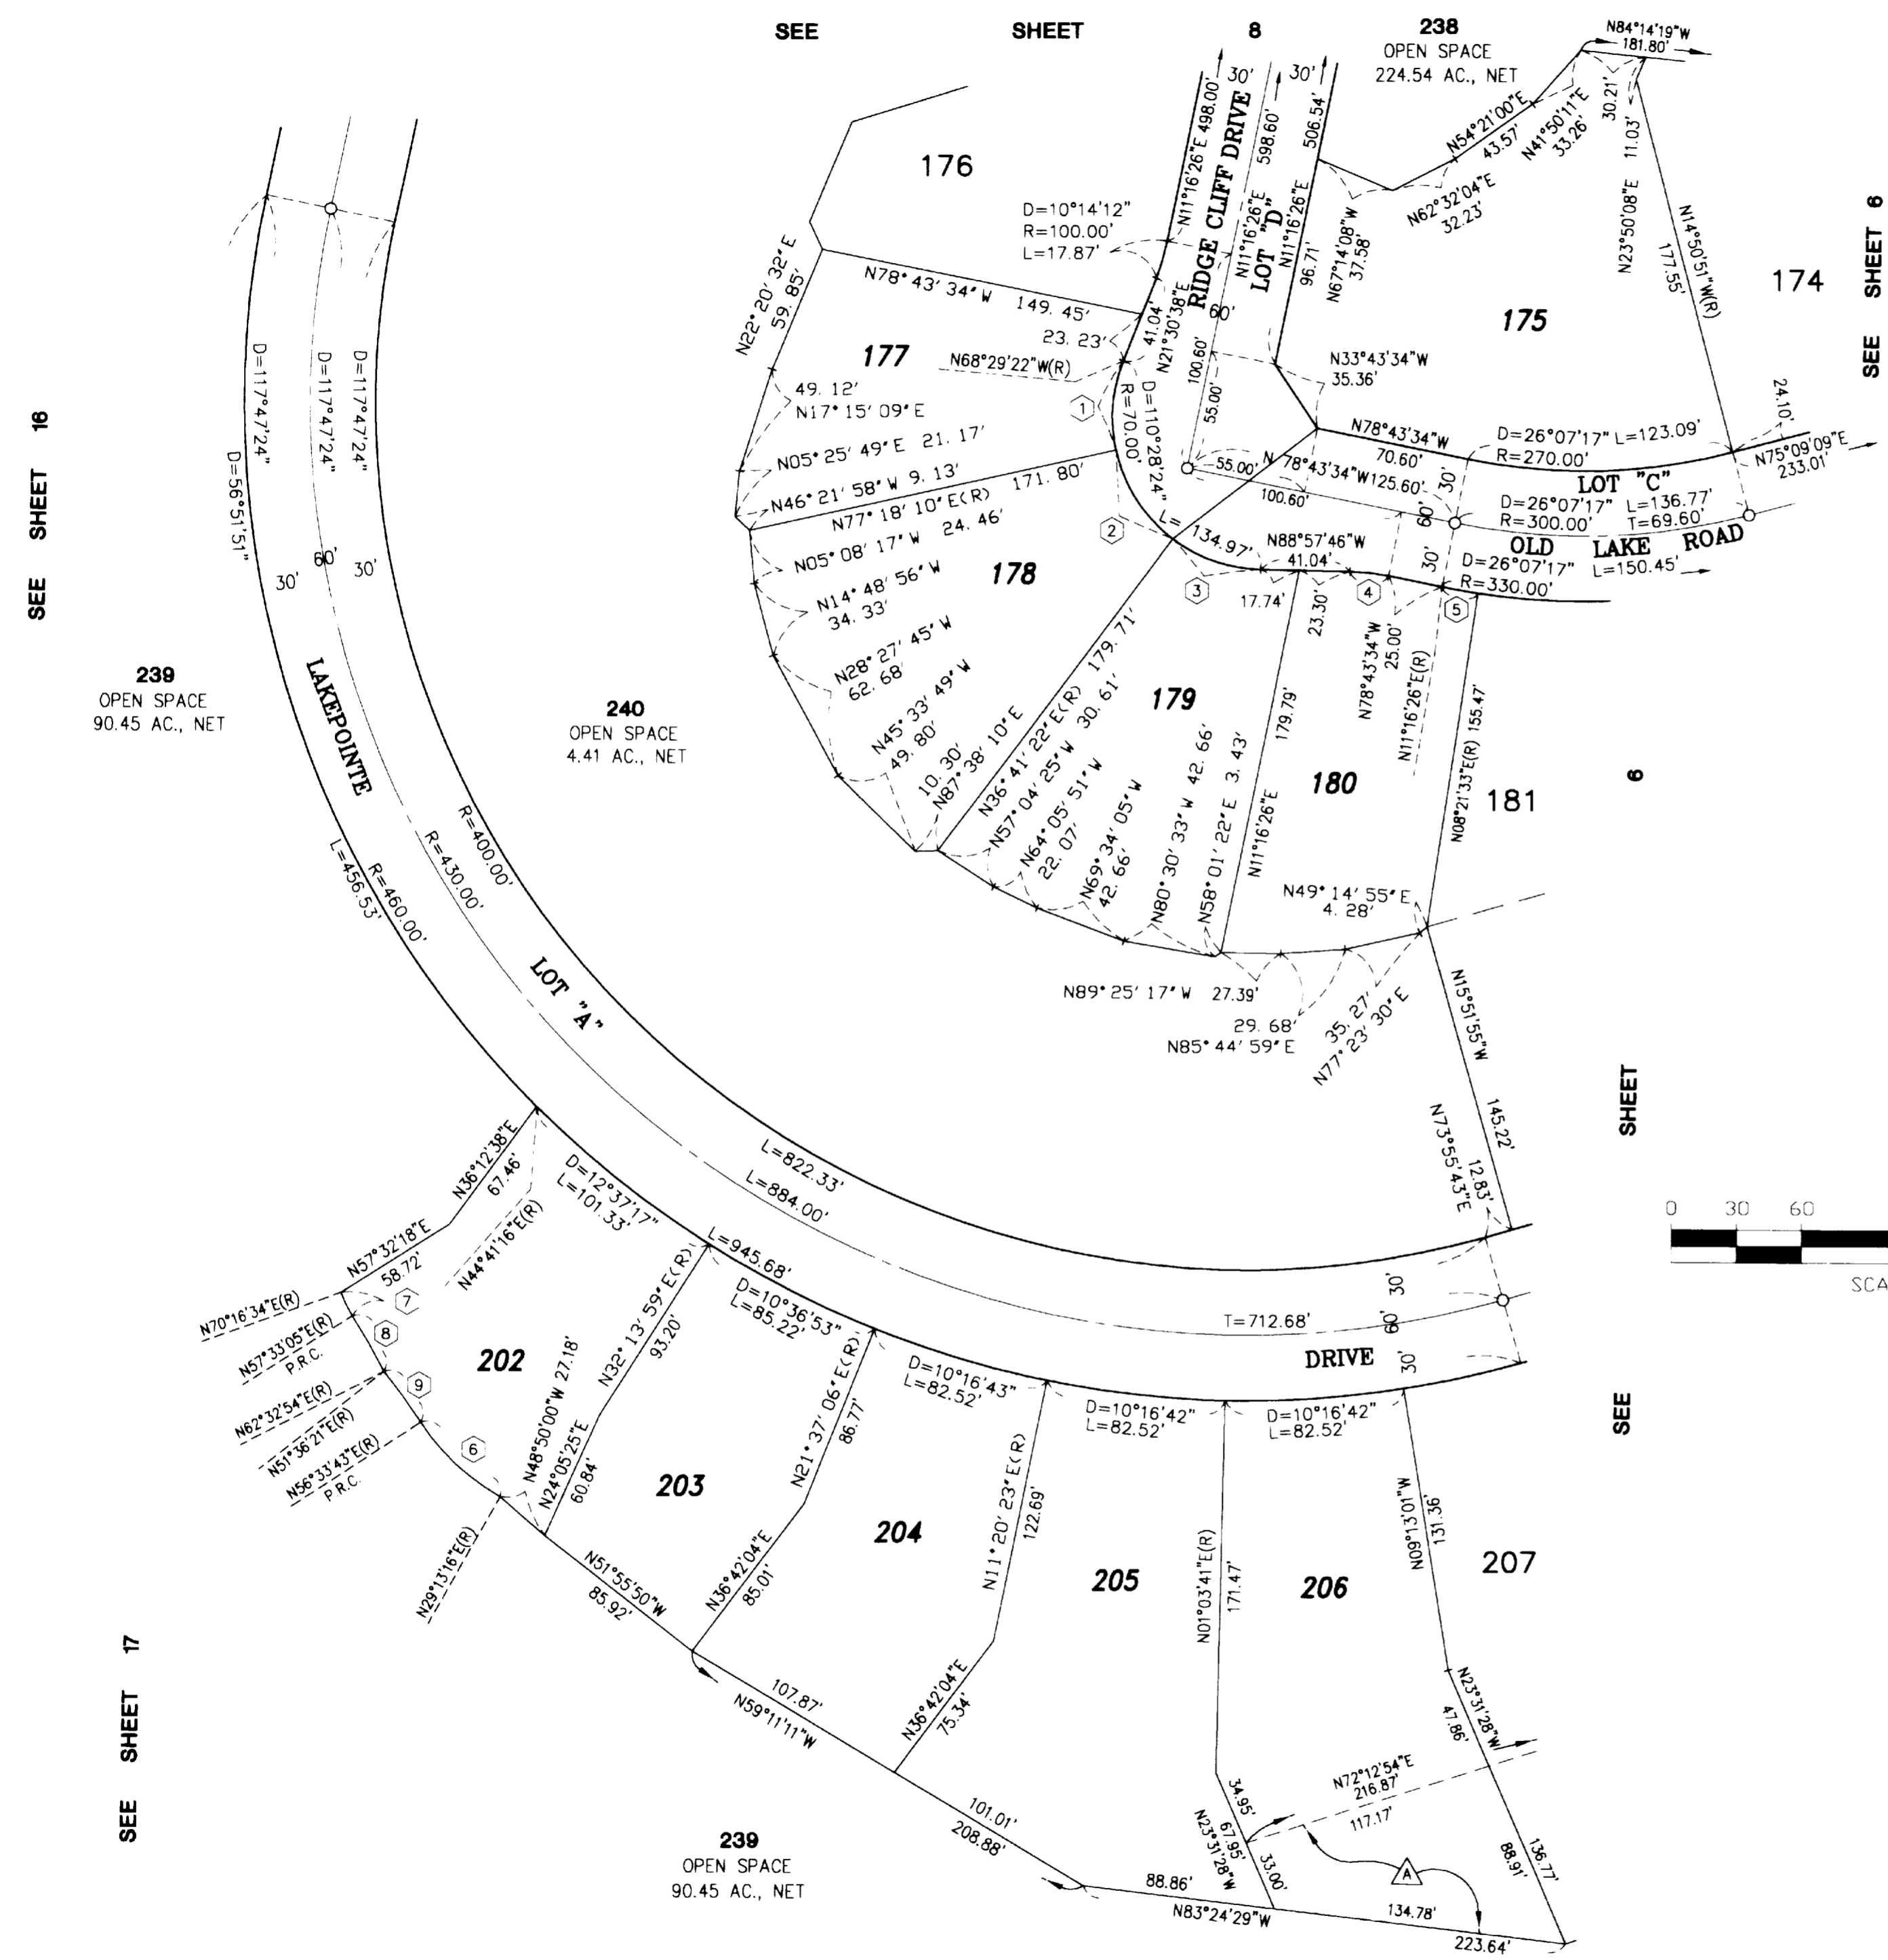 SEE SHEET 8
238
OPEN SPACE
224.54 AC., NET
N84°14'19"W
181.80'
30.21'
N41°50'11"E
33.26'
N54°21'00"E
43.57'
N62°32'04"E
32.23'
N67°14'08"W
37.58'
N23°50'08"E 11.03'
N14°50'51"W(R)
177.55'
174
175
SEE SHEET 6
176
D=10°14'12"
R=100.00'
L=17.87'
N11°16'26"E 498.00'
30'
30'
RIDGE CLIFF DRIVE
LOT "D"
N11°16'26"E 598.60'
506.54'
N11°16'26"E
96.71'
60'
N22°20'32"E
59.85'
N78°43'34"W 149.45'
23.23'
41.04'
N21°30'38"E
177
N68°29'22"W(R)
49.12'
N17°15'09"E
1
R=70.00'
D=110°28'24"
L=134.97'
100.60'
55.00'
N33°43'34"W
35.36'
N78°43'34"W
70.60'
D=26°07'17" L=123.09'
R=270.00'
24.10'
N75°09'09"E
233.01'
LOT "C"
55.00'
N78°43'34"W 125.60'
100.60'
30'
60'
30'
D=26°07'17" L=136.77'
R=300.00' T=69.60'
OLD LAKE ROAD
D=26°07'17" L=150.45'
R=330.00'
N05°25'49"E 21.17'
N46°21'58"W 9.13'
N77°18'10"E(R) 171.80'
N05°08'17"W 24.46'
N14°48'56"W
34.33'
N28°27'45"W
62.68'
N45°33'49"W
49.80'
10.30'
N87°38'10"E
178
2
3
N88°57'46"W
41.04'
17.74'
23.30'
4
5
N78°43'34"W
25.00'
N11°16'26"E(R)
N36°41'22"E(R) 179.71'
N57°04'25"W 30.61'
N64°05'51"W
22.07'
N69°34'05"W
42.66'
N80°30'33"W 42.66'
N58°01'22"E 3.43'
179
179.79'
N11°16'26"E
180
N08°21'33"E(R) 155.47'
181
N49°14'55"E
4.28'
N89°25'17"W 27.39'
29.68'
N85°44'59"E
35.27'
N77°23'30"E
N15°51'55"W
145.22'
12.83'
N73°55'43"E
SEE SHEET 6
SEE SHEET 16
D=117°47'24"
D=117°47'24"
D=117°47'24"
D=56°51'51"
30'
60'
30'
239
OPEN SPACE
90.45 AC., NET
240
OPEN SPACE
4.41 AC., NET
LAKEPOINTE
R=400.00'
R=430.00'
R=460.00'
L=456.53'
LOT "A"
L=822.33'
L=884.00'
L=945.68'
T=712.68'
30'
60'
30'
DRIVE
0 30 60
SCA
N36°12'38"E
67.46'
N44°41'16"E(R)
D=12°37'17"
L=101.33'
N57°32'18"E
58.72'
N70°16'34"E(R)
7
N57°33'05"E(R)
P.R.C.
8
N62°32'54"E(R)
N51°36'21"E(R)
9
N56°33'43"E(R)
P.R.C.
6
202
N29°13'16"E(R)
N48°50'00"W 27.18'
N24°05'25"E
60.84'
N32°13'59"E(R)
93.20'
D=10°36'53"
L=85.22'
203
N51°55'50"W
85.92'
N21°37'06"E(R)
86.77'
N36°42'04"E
85.01'
D=10°16'43"
L=82.52'
204
107.87'
N59°11'11"W
N11°20'23"E(R)
122.69'
N36°42'04"E
75.34'
D=10°16'42"
L=82.52'
205
101.01'
208.88'
N01°03'41"E(R)
171.47'
D=10°16'42"
L=82.52'
206
N09°13'01"W
131.36'
207
N23°31'28"W
47.86'
N72°12'54"E
216.87'
117.17'
34.95'
67.95'
N23°31'28"W
33.00'
A
136.77'
88.91'
88.86'
N83°24'29"W
134.78'
223.64'
239
OPEN SPACE
90.45 AC., NET
SEE SHEET 17